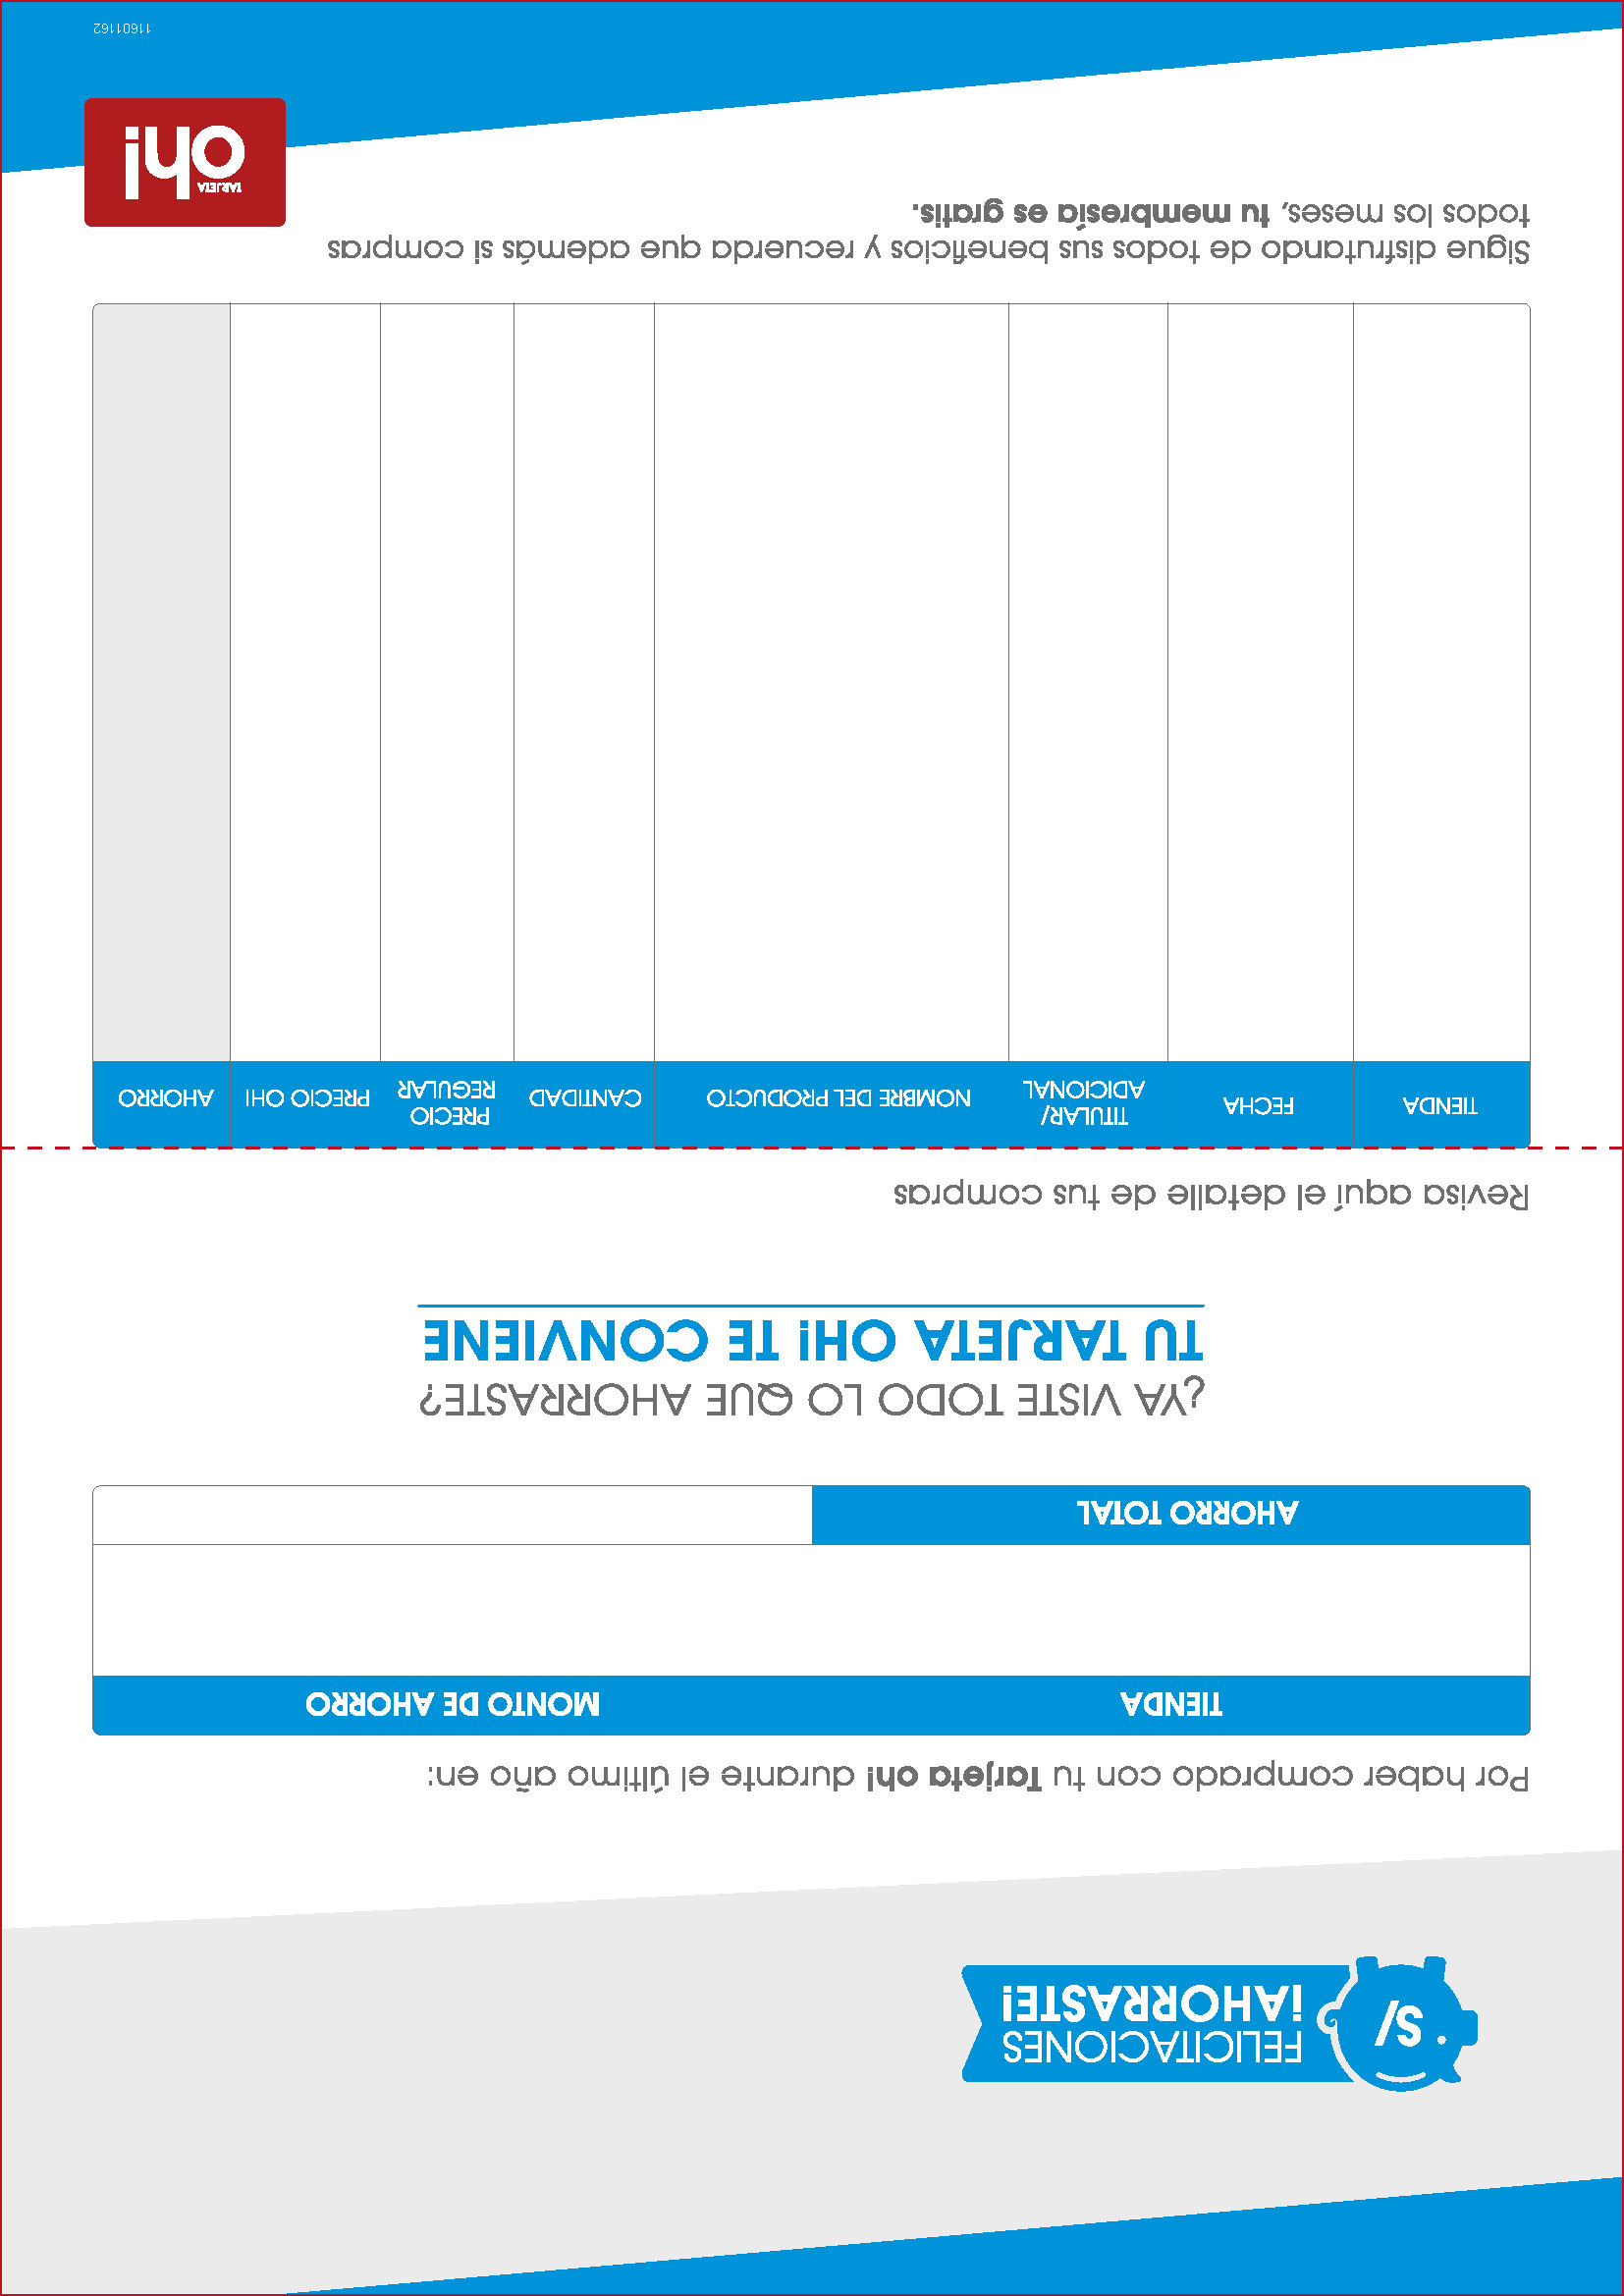 S/
FELICITACIONES
¡AHORRASTE!
Por haber comprado con tu Tarjeta oh! durante el último año en:
TIENDA MONTO DE AHORRO
AHORRO TOTAL
¿YA VISTE TODO LO QUE AHORRASTE?
TU TARJETA OH! TE CONVIENE
Revisa aquí el detalle de tus compras
TIENDA
FECHA
TITULAR/
ADICIONAL
NOMBRE DEL PRODUCTO
CANTIDAD
PRECIO
REGULAR
PRECIO OH!
AHORRO
Sigue disfrutando de todos sus beneficios y recuerda que además si compras
todos los meses, tu membresía es gratis.
TARJETA
oh!
11601162